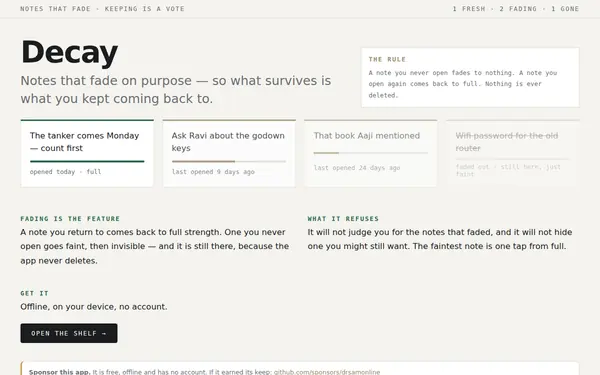 NOTES THAT FADE · KEEPING IS A VOTE
1 FRESH · 2 FADING · 1 GONE
Decay
Notes that fade on purpose — so what survives is
what you kept coming back to.
THE RULE
A note you never open fades to nothing. A note you
open again comes back to full. Nothing is ever
deleted.
The tanker comes Monday
— count first
opened today · full
Ask Ravi about the godown
keys
last opened 9 days ago
That book Aaji mentioned
last opened 24 days ago
Wifi password for the old
router
faded out · still here, just
faint
FADING IS THE FEATURE
A note you return to comes back to full strength. One you never
open goes faint, then invisible — and it is still there, because the
app never deletes.
WHAT IT REFUSES
It will not judge you for the notes that faded, and it will not hide
one you might still want. The faintest note is one tap from full.
GET IT
Offline, on your device, no account.
OPEN THE SHELF →
Sponsor this app. It is free, offline and has no account. If it earned its keep: github.com/sponsors/drsamonline